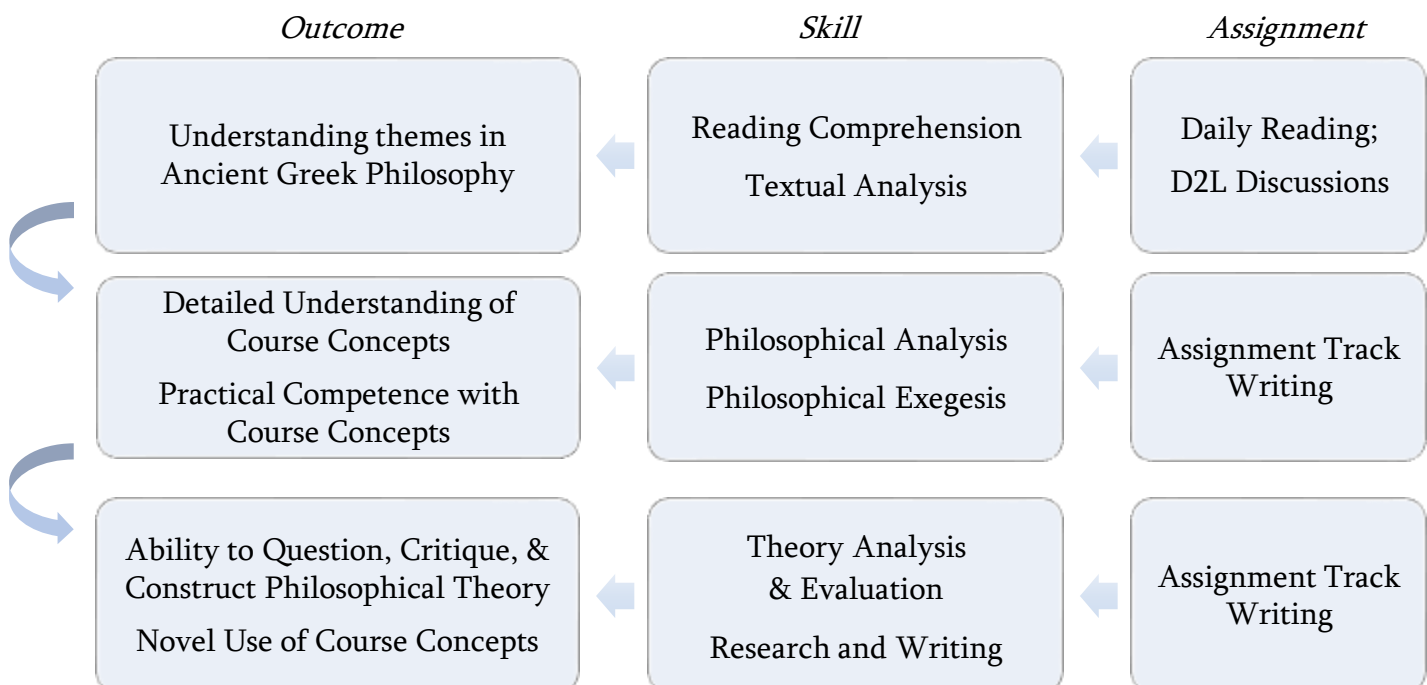 Outcome
Skill
Assignment
Understanding themes in
Ancient Greek Philosophy
Reading Comprehension
Textual Analysis
Daily Reading;
D2L Discussions
Detailed Understanding of
Course Concepts
Practical Competence with
Course Concepts
Philosophical Analysis
Philosophical Exegesis
Assignment Track
Writing
Ability to Question, Critique, &
Construct Philosophical Theory
Novel Use of Course Concepts
Theory Analysis
& Evaluation
Research and Writing
Assignment Track
Writing